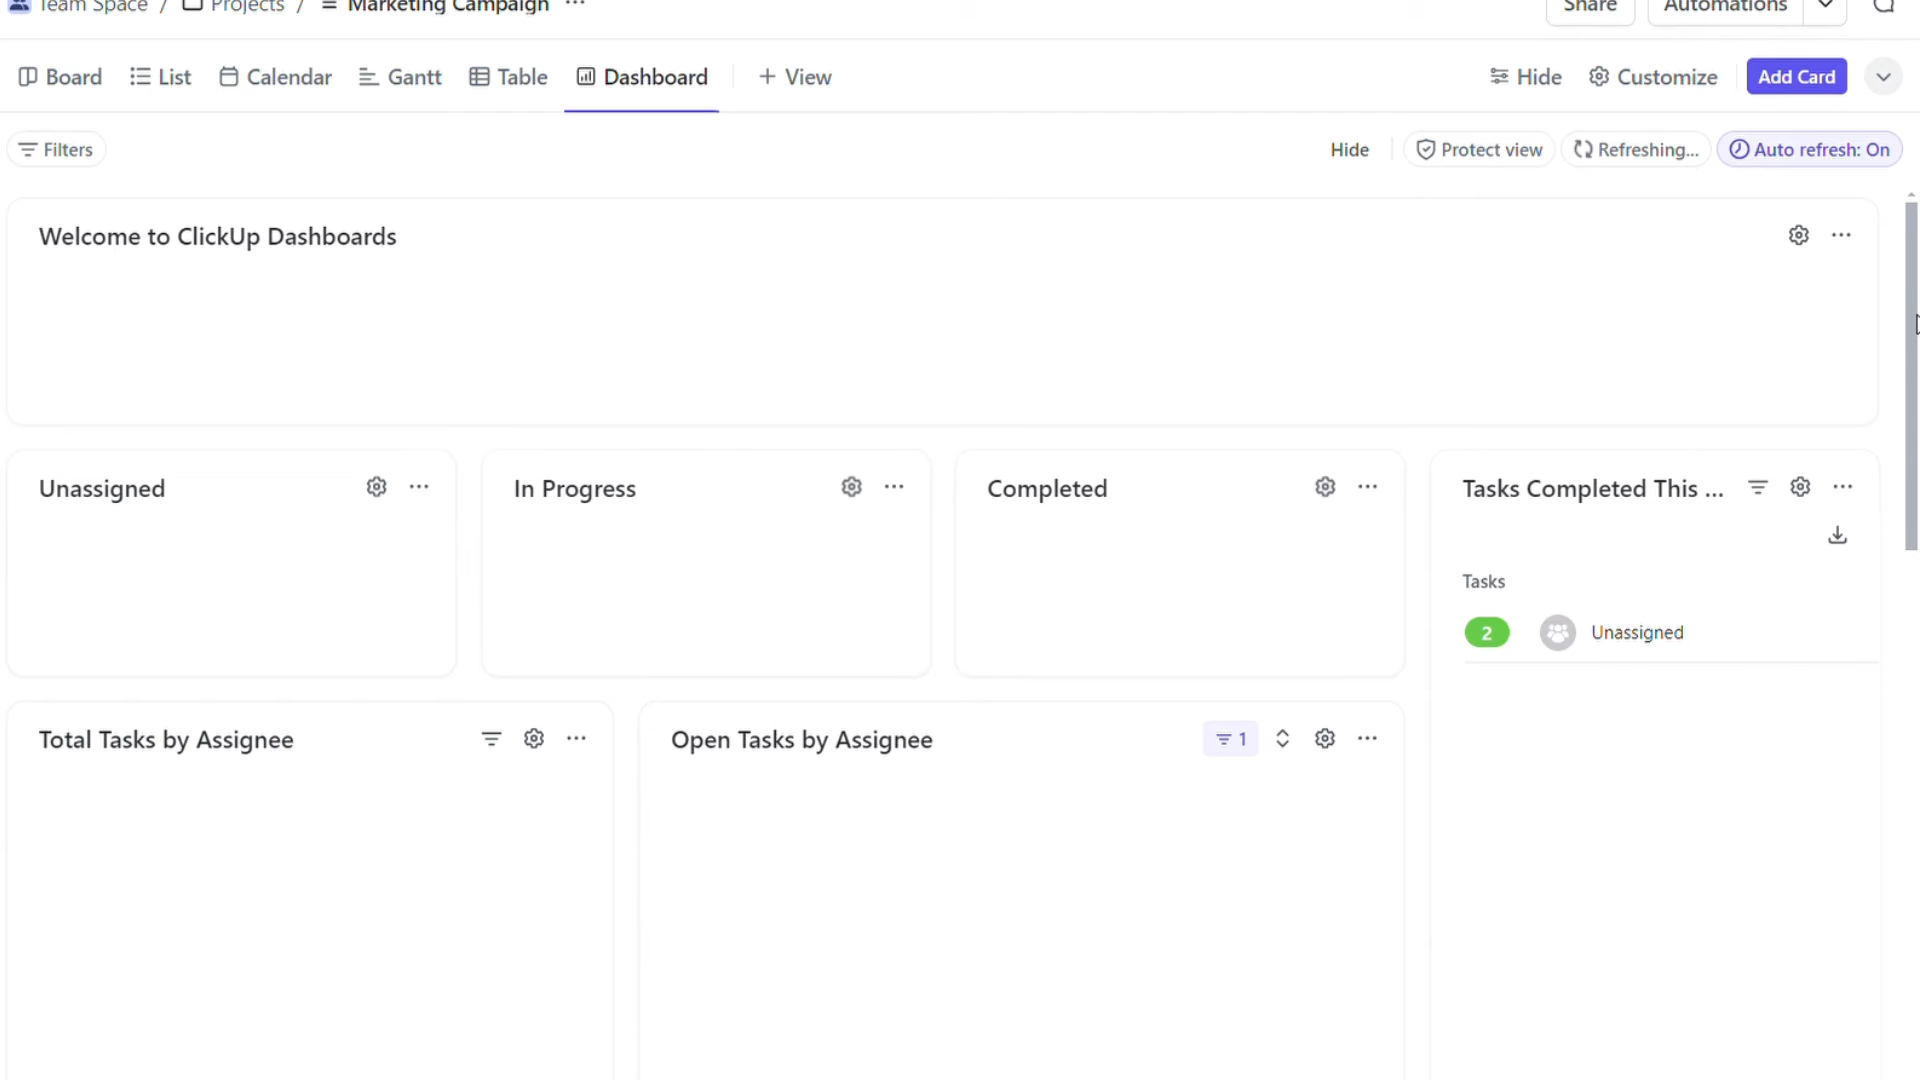 Team Space / Projects / Marketing Campaign ...
Share
Automations
Board
List
Calendar
Gantt
Table
Dashboard
+ View
Hide
Customize
Add Card
Filters
Hide
Protect view
Refreshing...
Auto refresh: On
Welcome to ClickUp Dashboards
Unassigned
In Progress
Completed
Tasks Completed This ...
Tasks
2
Unassigned
Total Tasks by Assignee
Open Tasks by Assignee
1